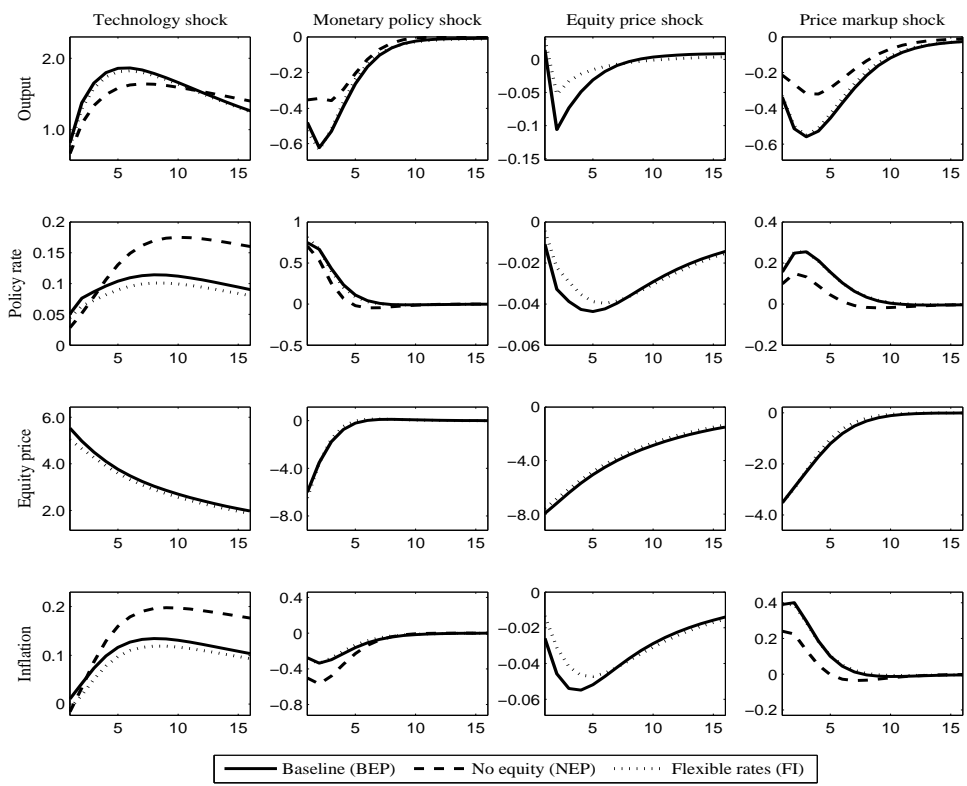 Technology shock Monetary policy shock Equity price shock Price markup shock
Output
2.0
1.0
5 10 15
0
−0.2
−0.4
−0.6
5 10 15
0
−0.05
−0.1
−0.15
5 10 15
0
−0.2
−0.4
−0.6
5 10 15
Policy rate
0.2
0.15
0.1
0.05
0
5 10 15
1
0.5
0
−0.5
5 10 15
0
−0.02
−0.04
−0.06
5 10 15
0.4
0.2
0
−0.2
5 10 15
Equity price
6.0
4.0
2.0
5 10 15
0
−4.0
−8.0
5 10 15
0
−4.0
−8.0
5 10 15
0
−2.0
−4.0
5 10 15
Inflation
0.2
0.1
0
5 10 15
0.4
0
−0.4
−0.8
5 10 15
0
−0.02
−0.04
−0.06
5 10 15
0.4
0.2
0
−0.2
5 10 15
Baseline (BEP) No equity (NEP) Flexible rates (FI)